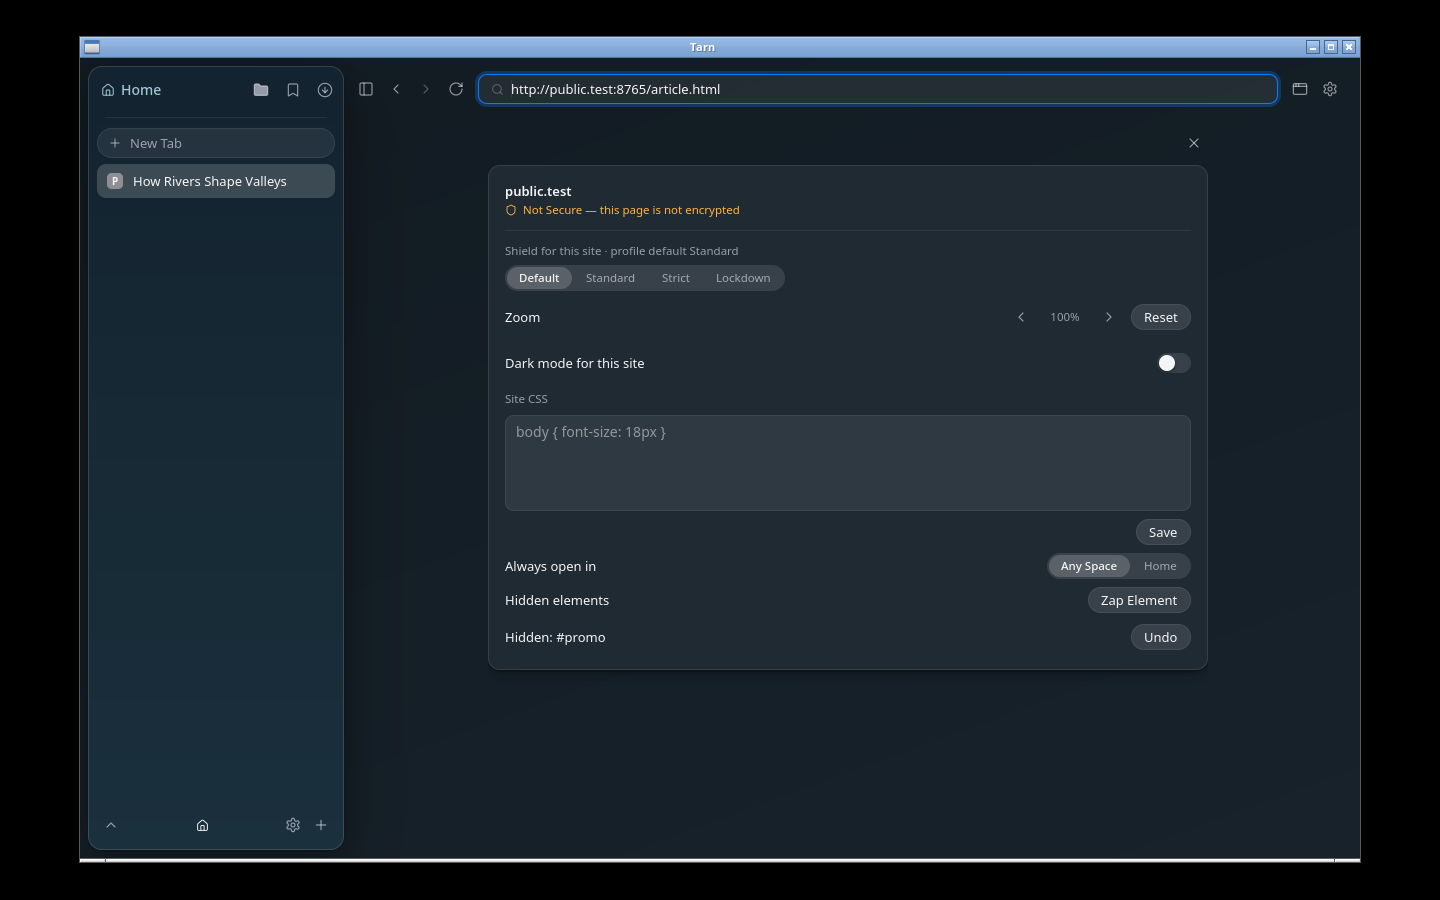 Tarn
Home
http://public.test:8765/article.html
New Tab
P How Rivers Shape Valleys
public.test
Not Secure — this page is not encrypted
Shield for this site · profile default Standard
Default Standard Strict Lockdown
Zoom 100% Reset
Dark mode for this site
Site CSS
body { font-size: 18px }
Save
Always open in Any Space Home
Hidden elements Zap Element
Hidden: #promo Undo